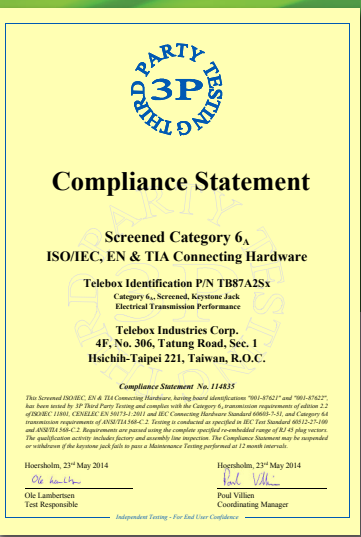 THIRD PARTY TESTING
3P
Compliance Statement
Screened Category 6A
ISO/IEC, EN & TIA Connecting Hardware
Telebox Identification P/N TB87A2Sx
Category 6A, Screened, Keystone Jack
Electrical Transmission Performance
Telebox Industries Corp.
4F, No. 306, Tatung Road, Sec. 1
Hsichih-Taipei 221, Taiwan, R.O.C.
Compliance Statement No. 114835
This Screened ISO/IEC, EN & TIA Connecting Hardware, having board identifications "001-87621" and "001-87622",
has been tested by 3P Third Party Testing and complies with the Category 6A transmission requirements of edition 2.2
of ISO/IEC 11801, CENELEC EN 50173-1:2011 and IEC Connecting Hardware Standard 60603-7-51, and Category 6A
transmission requirements of ANSI/TIA 568-C.2. Testing is conducted as specified in IEC Test Standard 60512-27-100
and ANSI/TIA 568-C.2. Requirements are passed using the complete specified re-embedded range of RJ 45 plug vectors.
The qualification activity includes factory and assembly line inspection. The Compliance Statement may be suspended
or withdrawn if the keystone jack fails to pass a Maintenance Testing performed at 12 month intervals.
Hoersholm, 23rd May 2014 Hoersholm, 23rd May 2014
Ole Lambertsen Poul Villien
Test Responsible Coordinating Manager
Independent Testing - For End User Confidence